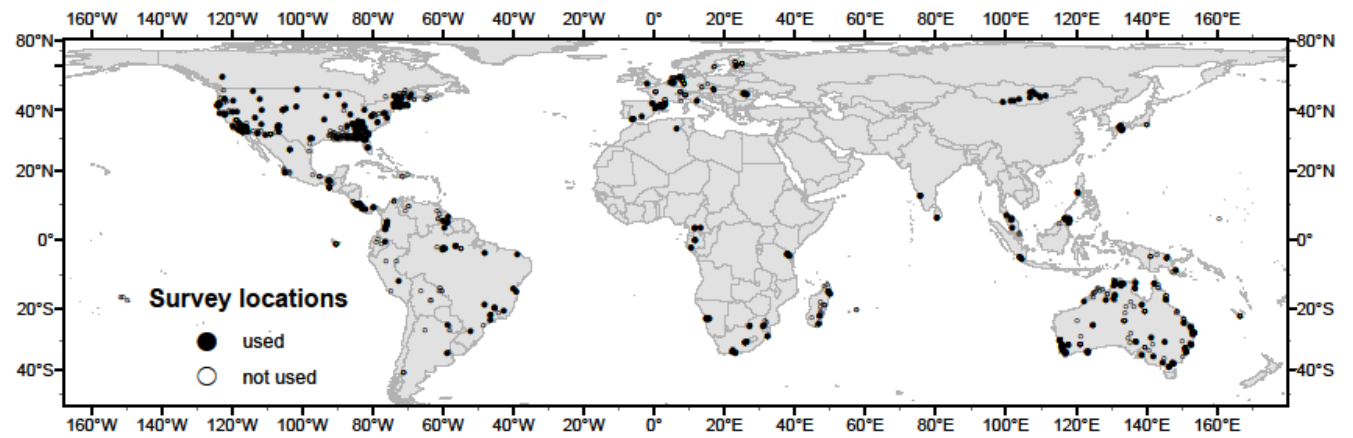 160°W 140°W 120°W 100°W 80°W 60°W 40°W 20°W 0° 20°E 40°E 60°E 80°E 100°E 120°E 140°E 160°E
80°N 80°N
40°N 40°N
20°N 20°N
0° 0°
Survey locations
20°S 20°S
used
not used
40°S 40°S
160°W 140°W 120°W 100°W 80°W 60°W 40°W 20°W 0° 20°E 40°E 60°E 80°E 100°E 120°E 140°E 160°E